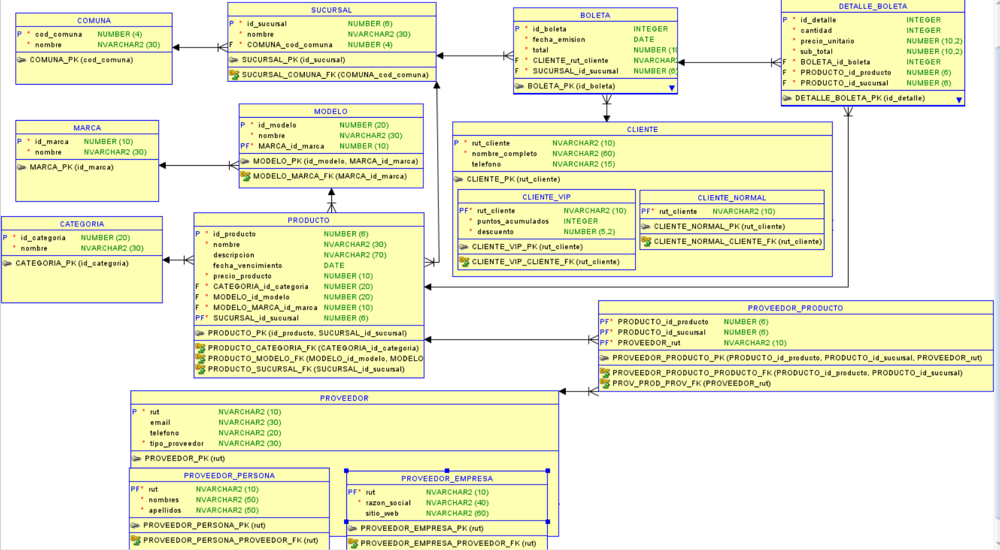 COMUNA
P * cod_comuna NUMBER (4)
* nombre NVARCHAR2 (30)
COMUNA_PK (cod_comuna)
SUCURSAL
P * id_sucursal NUMBER (6)
* nombre NVARCHAR2 (30)
F * COMUNA_cod_comuna NUMBER (4)
SUCURSAL_PK (id_sucursal)
SUCURSAL_COMUNA_FK (COMUNA_cod_comuna)
BOLETA
P * id_boleta INTEGER
* fecha_emision DATE
* total NUMBER (10
F * CLIENTE_rut_cliente NVARCHAR2
F * SUCURSAL_id_sucursal NUMBER (6)
BOLETA_PK (id_boleta)
DETALLE_BOLETA
P * id_detalle INTEGER
* cantidad INTEGER
* precio_unitario NUMBER (10,2)
* sub_total NUMBER (10,2)
F * BOLETA_id_boleta INTEGER
F * PRODUCTO_id_producto NUMBER (6)
F * PRODUCTO_id_sucursal NUMBER (6)
DETALLE_BOLETA_PK (id_detalle)
MARCA
P * id_marca NUMBER (10)
* nombre NVARCHAR2 (30)
MARCA_PK (id_marca)
MODELO
P * id_modelo NUMBER (20)
* nombre NVARCHAR2 (30)
PF* MARCA_id_marca NUMBER (10)
MODELO_PK (id_modelo, MARCA_id_marca)
MODELO_MARCA_FK (MARCA_id_marca)
CLIENTE
P * rut_cliente NVARCHAR2 (10)
* nombre_completo NVARCHAR2 (60)
telefono NVARCHAR2 (15)
CLIENTE_PK (rut_cliente)
CLIENTE_VIP
PF* rut_cliente NVARCHAR2 (10)
* puntos_acumulados INTEGER
* descuento NUMBER (5,2)
CLIENTE_VIP_PK (rut_cliente)
CLIENTE_VIP_CLIENTE_FK (rut_cliente)
CLIENTE_NORMAL
PF* rut_cliente NVARCHAR2 (10)
CLIENTE_NORMAL_PK (rut_cliente)
CLIENTE_NORMAL_CLIENTE_FK (rut_cliente)
CATEGORIA
P * id_categoria NUMBER (20)
* nombre NVARCHAR2 (30)
CATEGORIA_PK (id_categoria)
PRODUCTO
P * id_producto NUMBER (6)
* nombre NVARCHAR2 (30)
* descripcion NVARCHAR2 (70)
fecha_vencimiento DATE
* precio_producto NUMBER (10)
F * CATEGORIA_id_categoria NUMBER (20)
F * MODELO_id_modelo NUMBER (20)
F * MODELO_MARCA_id_marca NUMBER (10)
PF* SUCURSAL_id_sucursal NUMBER (6)
PRODUCTO_PK (id_producto, SUCURSAL_id_sucursal)
PRODUCTO_CATEGORIA_FK (CATEGORIA_id_categoria)
PRODUCTO_MODELO_FK (MODELO_id_modelo, MODELO
PRODUCTO_SUCURSAL_FK (SUCURSAL_id_sucursal)
PROVEEDOR_PRODUCTO
PF* PRODUCTO_id_producto NUMBER (6)
PF* PRODUCTO_id_sucursal NUMBER (6)
PF* PROVEEDOR_rut NVARCHAR2 (10)
PROVEEDOR_PRODUCTO_PK (PRODUCTO_id_producto, PRODUCTO_id_sucursal, PROVEEDOR_rut)
PROVEEDOR_PRODUCTO_PRODUCTO_FK (PRODUCTO_id_producto, PRODUCTO_id_sucursal)
PROV_PROD_PROV_FK (PROVEEDOR_rut)
PROVEEDOR
P * rut NVARCHAR2 (10)
email NVARCHAR2 (30)
telefono NVARCHAR2 (20)
* tipo_proveedor NVARCHAR2 (30)
PROVEEDOR_PK (rut)
PROVEEDOR_PERSONA
PF* rut NVARCHAR2 (10)
* nombres NVARCHAR2 (50)
* apellidos NVARCHAR2 (50)
PROVEEDOR_PERSONA_PK (rut)
PROVEEDOR_PERSONA_PROVEEDOR_FK (rut)
PROVEEDOR_EMPRESA
PF* rut NVARCHAR2 (10)
* razon_social NVARCHAR2 (40)
sitio_web NVARCHAR2 (60)
PROVEEDOR_EMPRESA_PK (rut)
PROVEEDOR_EMPRESA_PROVEEDOR_FK (rut)